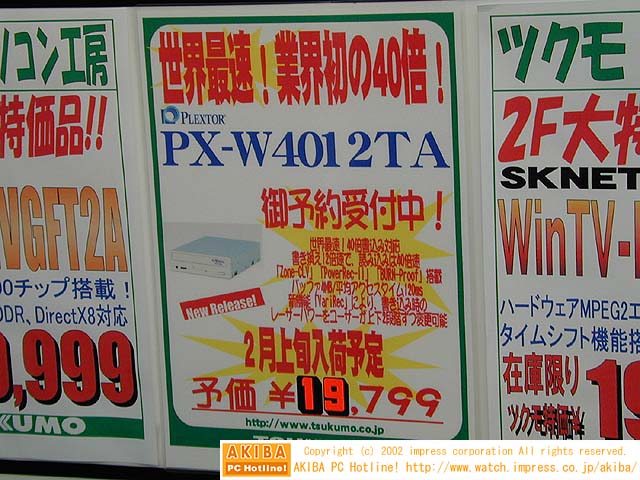 ソコン工房
特価品!!
NGFT2A
00チップ搭載！
DDR、DirectX8対応
9,999
TSUKUMO
世界最速！業界初の40倍！
PLEXTOR
PX-W4012TA
御予約受付中！
世界最速！40倍書込み対応
書き換え12倍速で、読み込みは40倍速
「Zone-CLV」「PoweRec-II」「BURN-Proof」搭載
バッファ4MB/平均アクセスタイム120ms
新機能「VariRec」により、書き込み時の
レーザーパワーをユーザーが上下2段階ずつ変更可能
New Release!
2月上旬入荷予定
予価 ¥19,799
http://www.tsukumo.co.jp
ツクモ
2F大特
SKNET
WinTV-
ハードウェアMPEG2エ
タイムシフト機能搭
在庫限り
ツクモ特価¥
19
AKIBA
PC Hotline!
Copyright (c) 2002 impress corporation All rights reserved.
AKIBA PC Hotline! http://www.watch.impress.co.jp/akiba/